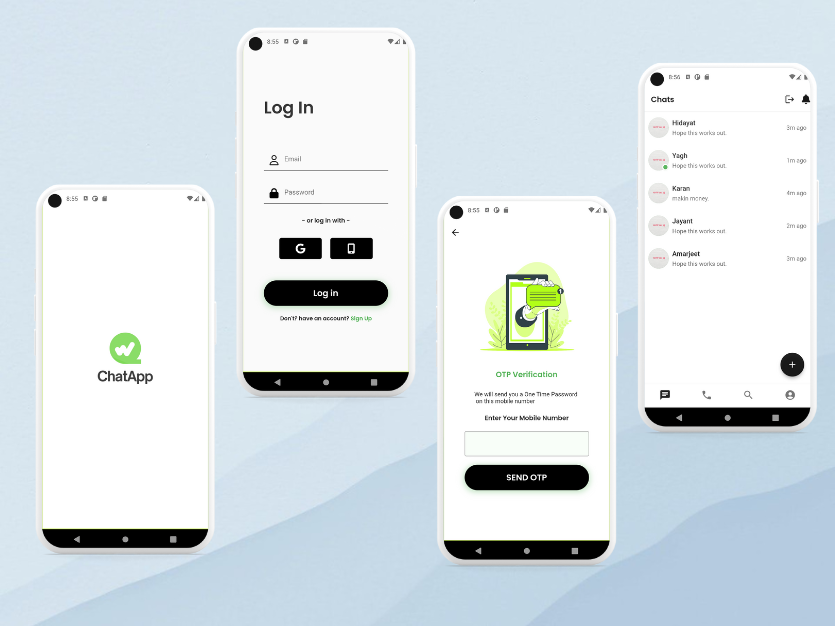 8:55
ChatApp
8:55
Log In
Email
Password
- or log in with -
G
Log in
Don't? have an account? Sign Up
8:55
1
OTP Verification
We will send you a One Time Password
on this mobile number
Enter Your Mobile Number
SEND OTP
8:56
Chats
Hidayat
Hope this works out.
3m ago
Yagh
Hope this works out.
1m ago
Karan
makin money.
4m ago
Jayant
Hope this works out.
2m ago
Amarjeet
Hope this works out.
3m ago